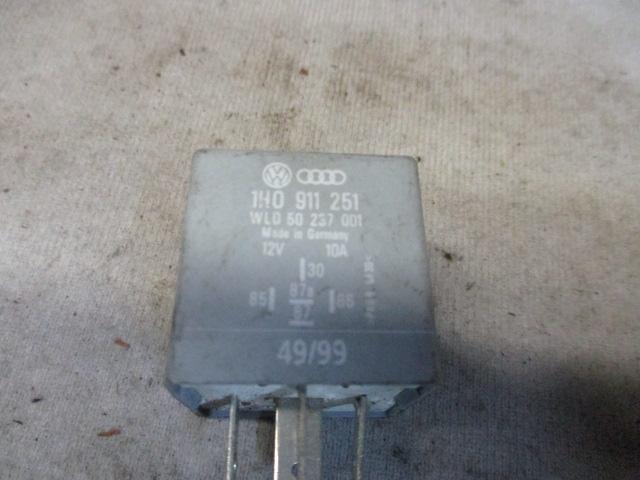 1H0 911 251
WLD 50 237 001
Made in Germany
12V 10A
30
87a
85 86
87
49/99